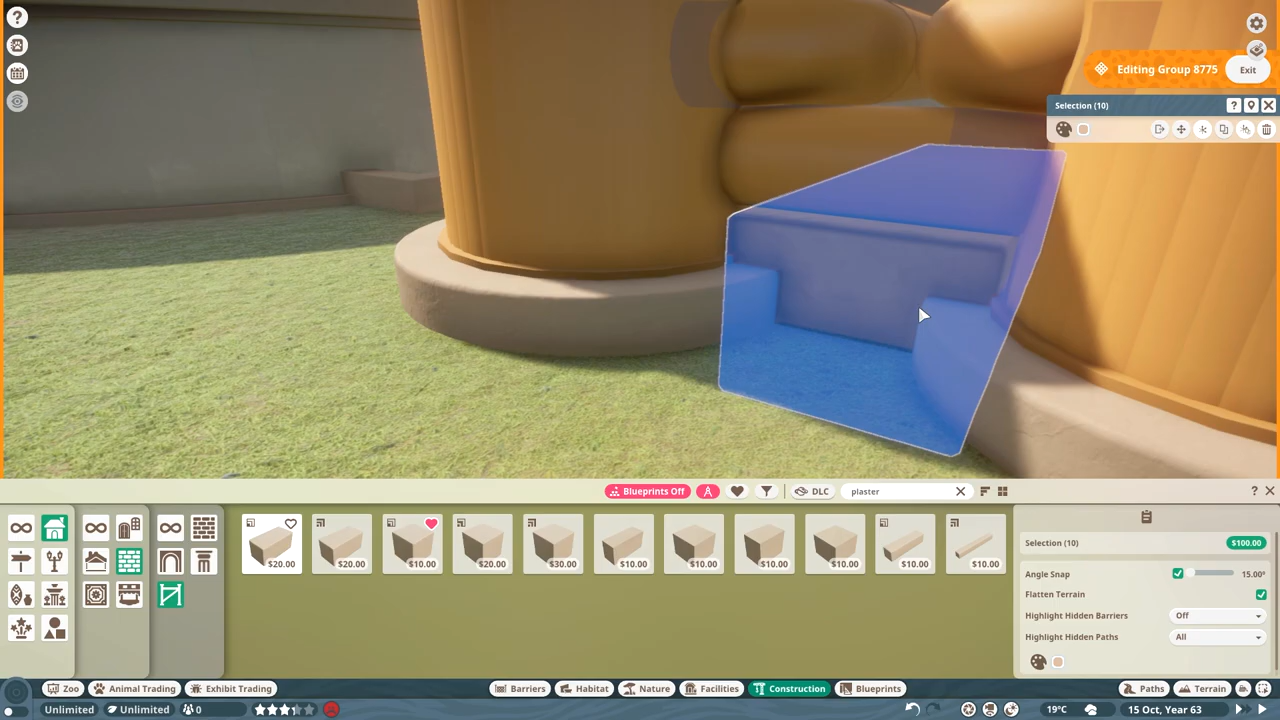 Editing Group 8775
Exit
Selection (10)
?
?
Blueprints Off
DLC
plaster
?
$20.00
$20.00
$10.00
$20.00
$30.00
$10.00
$10.00
$10.00
$10.00
$10.00
$10.00
Selection (10)
$100.00
Angle Snap
15.00°
Flatten Terrain
Highlight Hidden Barriers
Off
Highlight Hidden Paths
All
Zoo
Animal Trading
Exhibit Trading
Barriers
Habitat
Nature
Facilities
Construction
Blueprints
Paths
Terrain
Unlimited
Unlimited
0
19°C
15 Oct, Year 63